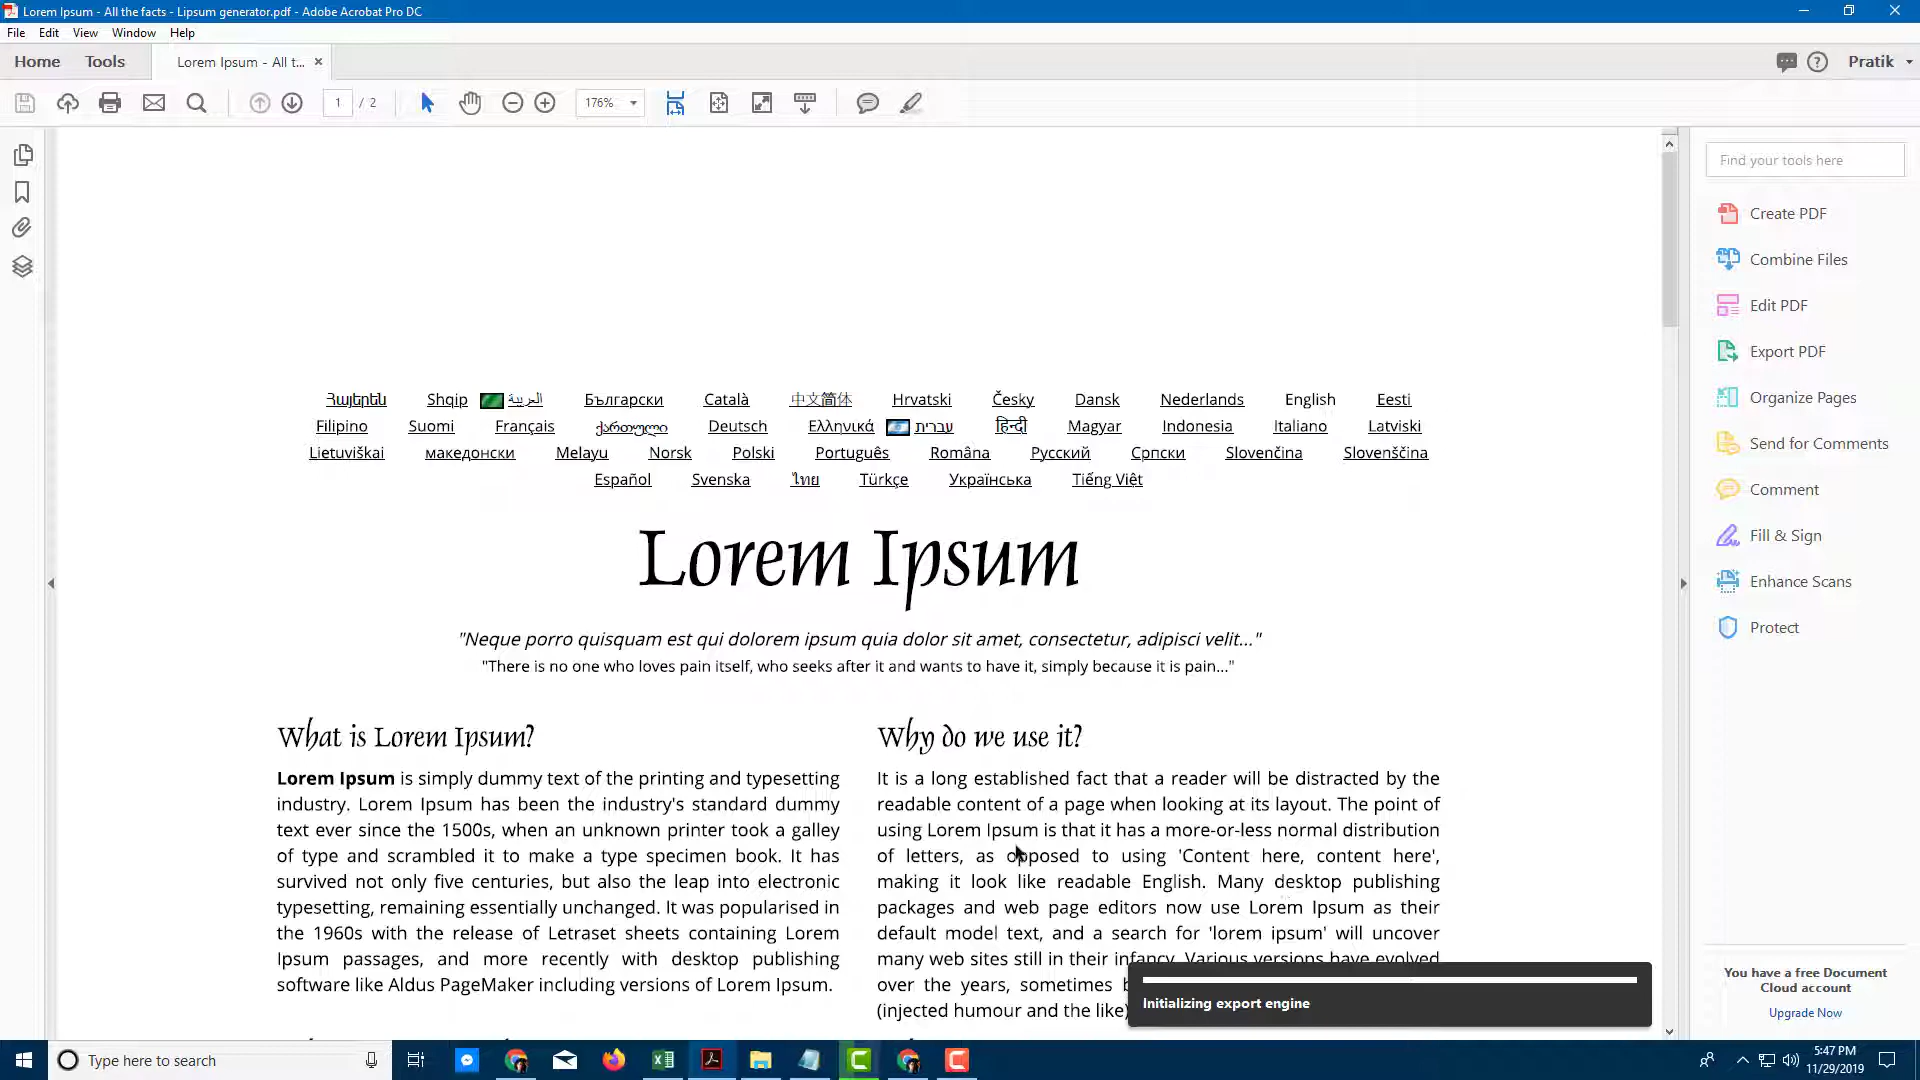 Lorem Ipsum - All the facts - Lipsum generator.pdf - Adobe Acrobat Pro DC
File Edit View Window Help
Home Tools Lorem Ipsum - All t... Pratik
1 / 2 176%
Find your tools here
Create PDF
Combine Files
Edit PDF
Export PDF
Organize Pages
Send for Comments
Comment
Fill & Sign
Enhance Scans
Protect
You have a free Document
Cloud account
Upgrade Now
Հայերեն Shqip العربية Български Català 中文简体 Hrvatski Česky Dansk Nederlands English Eesti
Filipino Suomi Français ქართული Deutsch Ελληνικά עברית हिन्दी Magyar Indonesia Italiano Latviski
Lietuviškai македонски Melayu Norsk Polski Português Româna Русский Српски Slovenčina Slovenščina
Español Svenska ไทย Türkçe Українська Tiếng Việt
Lorem Ipsum
"Neque porro quisquam est qui dolorem ipsum quia dolor sit amet, consectetur, adipisci velit..."
"There is no one who loves pain itself, who seeks after it and wants to have it, simply because it is pain..."
What is Lorem Ipsum?
Lorem Ipsum is simply dummy text of the printing and typesetting
industry. Lorem Ipsum has been the industry's standard dummy
text ever since the 1500s, when an unknown printer took a galley
of type and scrambled it to make a type specimen book. It has
survived not only five centuries, but also the leap into electronic
typesetting, remaining essentially unchanged. It was popularised in
the 1960s with the release of Letraset sheets containing Lorem
Ipsum passages, and more recently with desktop publishing
software like Aldus PageMaker including versions of Lorem Ipsum.
Why do we use it?
It is a long established fact that a reader will be distracted by the
readable content of a page when looking at its layout. The point of
using Lorem Ipsum is that it has a more-or-less normal distribution
of letters, as opposed to using 'Content here, content here',
making it look like readable English. Many desktop publishing
packages and web page editors now use Lorem Ipsum as their
default model text, and a search for 'lorem ipsum' will uncover
many web sites still in their infancy. Various versions have evolved
over the years, sometimes
(injected humour and the like)
Initializing export engine
Type here to search
5:47 PM
11/29/2019